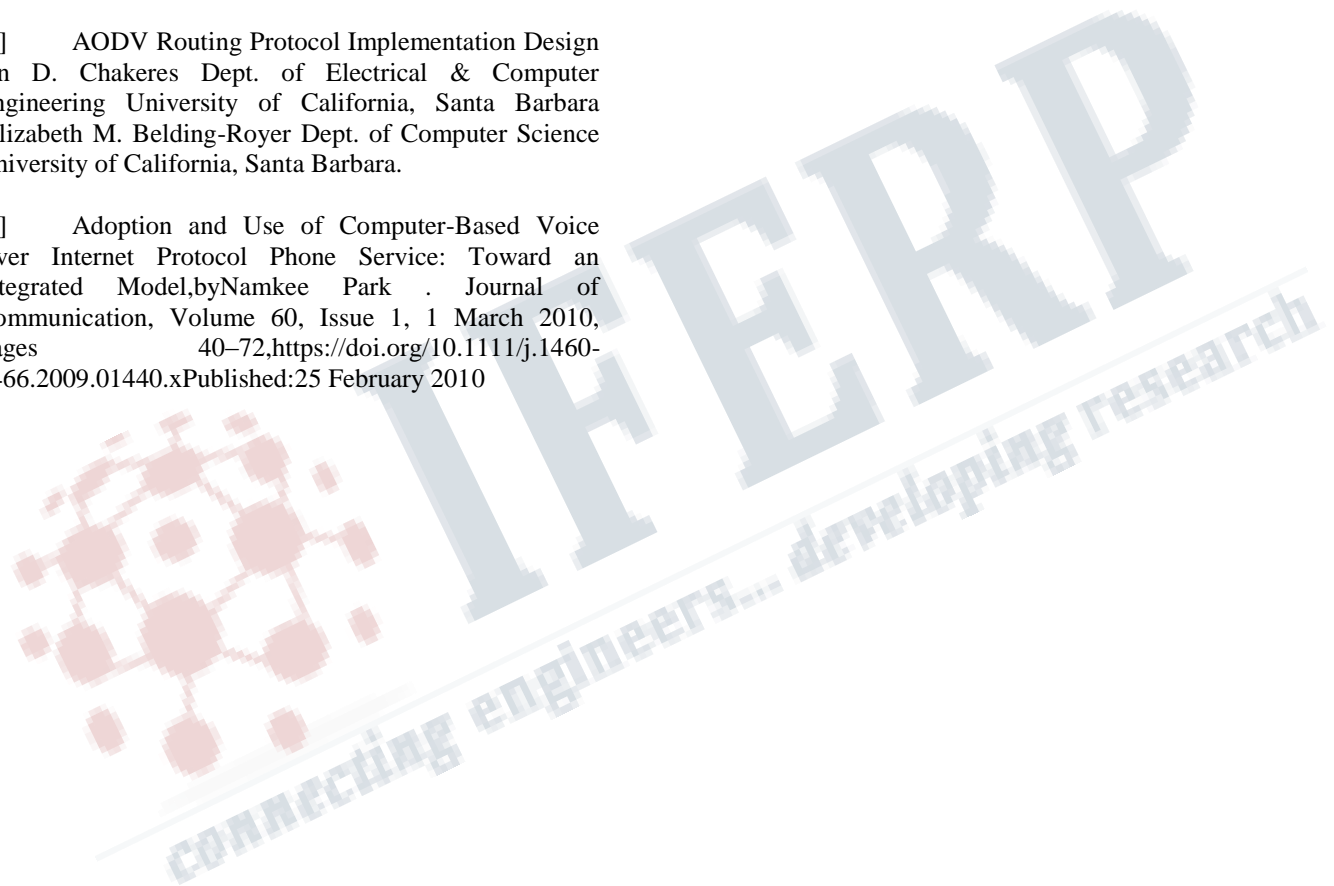 ] AODV Routing Protocol Implementation Design
n D. Chakeres Dept. of Electrical & Computer
ngineering University of California, Santa Barbara
lizabeth M. Belding-Royer Dept. of Computer Science
niversity of California, Santa Barbara.
] Adoption and Use of Computer-Based Voice
ver Internet Protocol Phone Service: Toward an
tegrated Model,byNamkee Park . Journal of
ommunication, Volume 60, Issue 1, 1 March 2010,
ages 40–72,https://doi.org/10.1111/j.1460-
-66.2009.01440.xPublished:25 February 2010
IFERP
connecting engineers... developing research